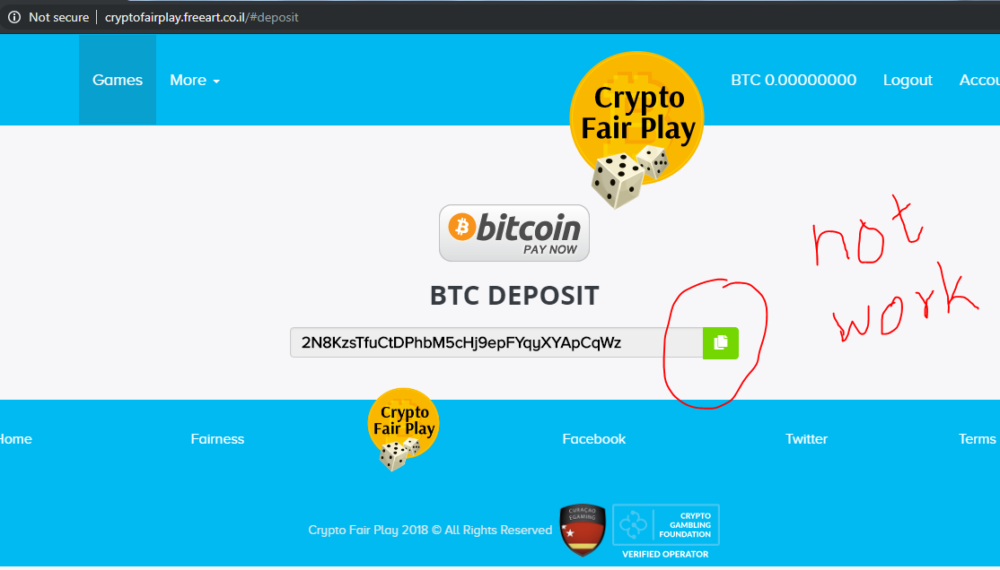 Not secure cryptofairplay.freeart.co.il/#deposit
Games More BTC 0.00000000 Logout Accou
Crypto
Fair Play
bitcoin
PAY NOW
BTC DEPOSIT
2N8KzsTfuCtDPhbM5cHj9epFYqyXYApCqWz
not
work
Crypto
Fair Play
Home Fairness Facebook Twitter Terms
Crypto Fair Play 2018 © All Rights Reserved
CURAÇAO
EGAMING
CRYPTO
GAMBLING
FOUNDATION
VERIFIED OPERATOR